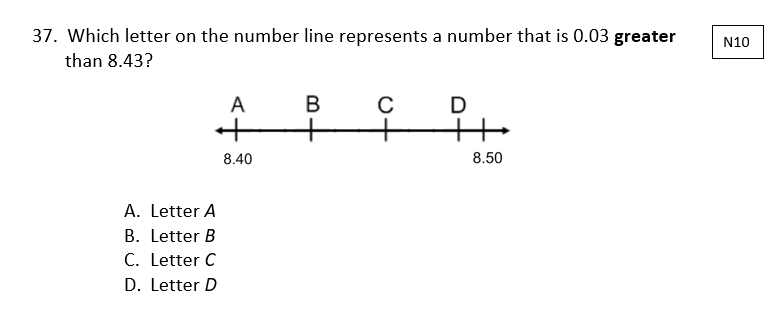 37. Which letter on the number line represents a number that is 0.03 greater
than 8.43?
N10
A B C D
8.40 8.50
A. Letter A
B. Letter B
C. Letter C
D. Letter D